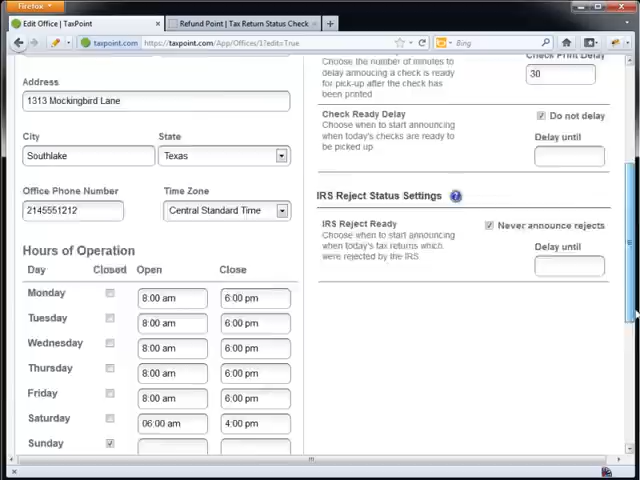 Firefox
Edit Office | TaxPoint
Refund Point | Tax Return Status Check
taxpoint.com
https://taxpoint.com/App/Offices/1?edit=True
Bing
Address
1313 Mockingbird Lane
City
State
Southlake
Texas
Office Phone Number
Time Zone
2145551212
Central Standard Time
Hours of Operation
Day
Closed
Open
Close
Monday
8:00 am
6:00 pm
Tuesday
8:00 am
6:00 pm
Wednesday
8:00 am
6:00 pm
Thursday
8:00 am
6:00 pm
Friday
8:00 am
6:00 pm
Saturday
06:00 am
4:00 pm
Sunday
Choose the number of minutes to
delay annoucing a check is ready
for pick-up after the check has
been printed
Check Print Delay
30
Check Ready Delay
Choose when to start announcing
when today's checks are ready to
be picked up
Do not delay
Delay until
IRS Reject Status Settings
?
IRS Reject Ready
Choose when to start announcing
when today's tax returns which
were rejected by the IRS
Never announce rejects
Delay until